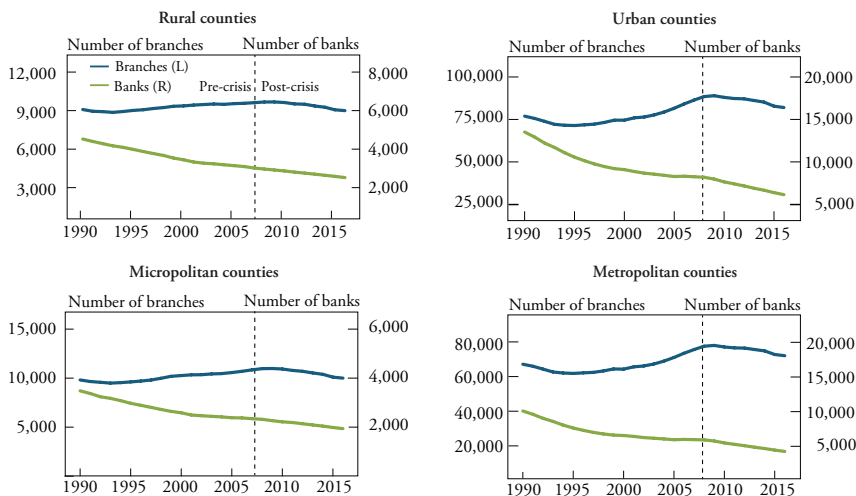 Rural counties
Number of branches Number of banks
Branches (L)
Banks (R)
Pre-crisis Post-crisis
12,000
9,000
6,000
3,000
8,000
6,000
4,000
2,000
1990 1995 2000 2005 2010 2015
Urban counties
Number of branches Number of banks
100,000
75,000
50,000
25,000
20,000
15,000
10,000
5,000
1990 1995 2000 2005 2010 2015
Micropolitan counties
Number of branches Number of banks
15,000
10,000
5,000
6,000
4,000
2,000
1990 1995 2000 2005 2010 2015
Metropolitan counties
Number of branches Number of banks
80,000
60,000
40,000
20,000
20,000
15,000
10,000
5,000
1990 1995 2000 2005 2010 2015